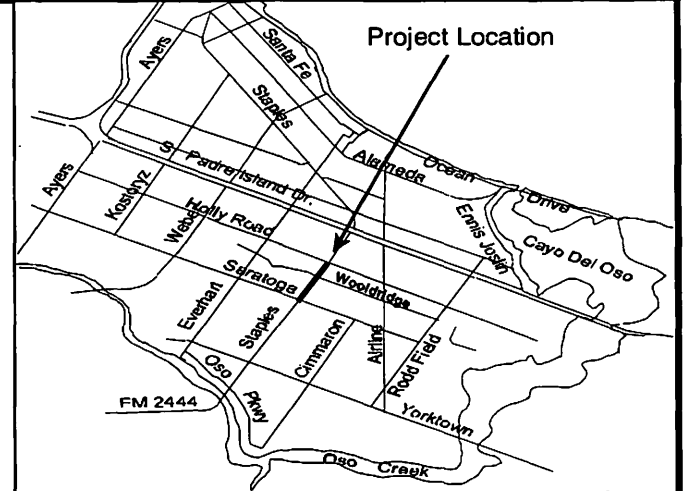 Project Location
Santa Fe
Ayers
Staples
Alameda
Ocean
Drive
S. Padre Island Dr.
Ayers
Kostoryz
Weber
Holly Road
Ennis Joslin
Cayo Del Oso
Saratoga
Wooldridge
Everhart
Staples
Cimmaron
Airline
Rodd Field
Oso
Pkwy
FM 2444
Yorktown
Oso Creek